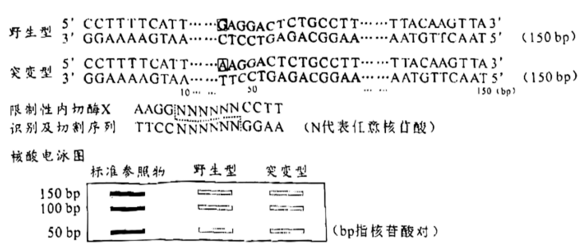 野生型 5' CCTTTTCATT……GAGGACTCTGCCTT……TTACAAGTTA 3'
3' GGAAAAGTAA…CTCCTGAGACGGAA……AATGTTCAAT 5' (150 bp)
突变型 5' CCTTTTCATT……AAGGACTCTGCCTT……TTACAAGTTA 3'
3' GGAAAAGTAA……TTCCTGAGACGGAA……AATGTTCAAT 5' (150 bp)
10… … 50 … … 150 (bp)
限制性内切酶X AAGGNNNNNNCCTT
识别及切割序列 TTCCNNNNNNGGAA (N代表任意核苷酸)
核酸电泳图
标准参照物 野生型 突变型
150 bp
100 bp
50 bp (bp指核苷酸对)